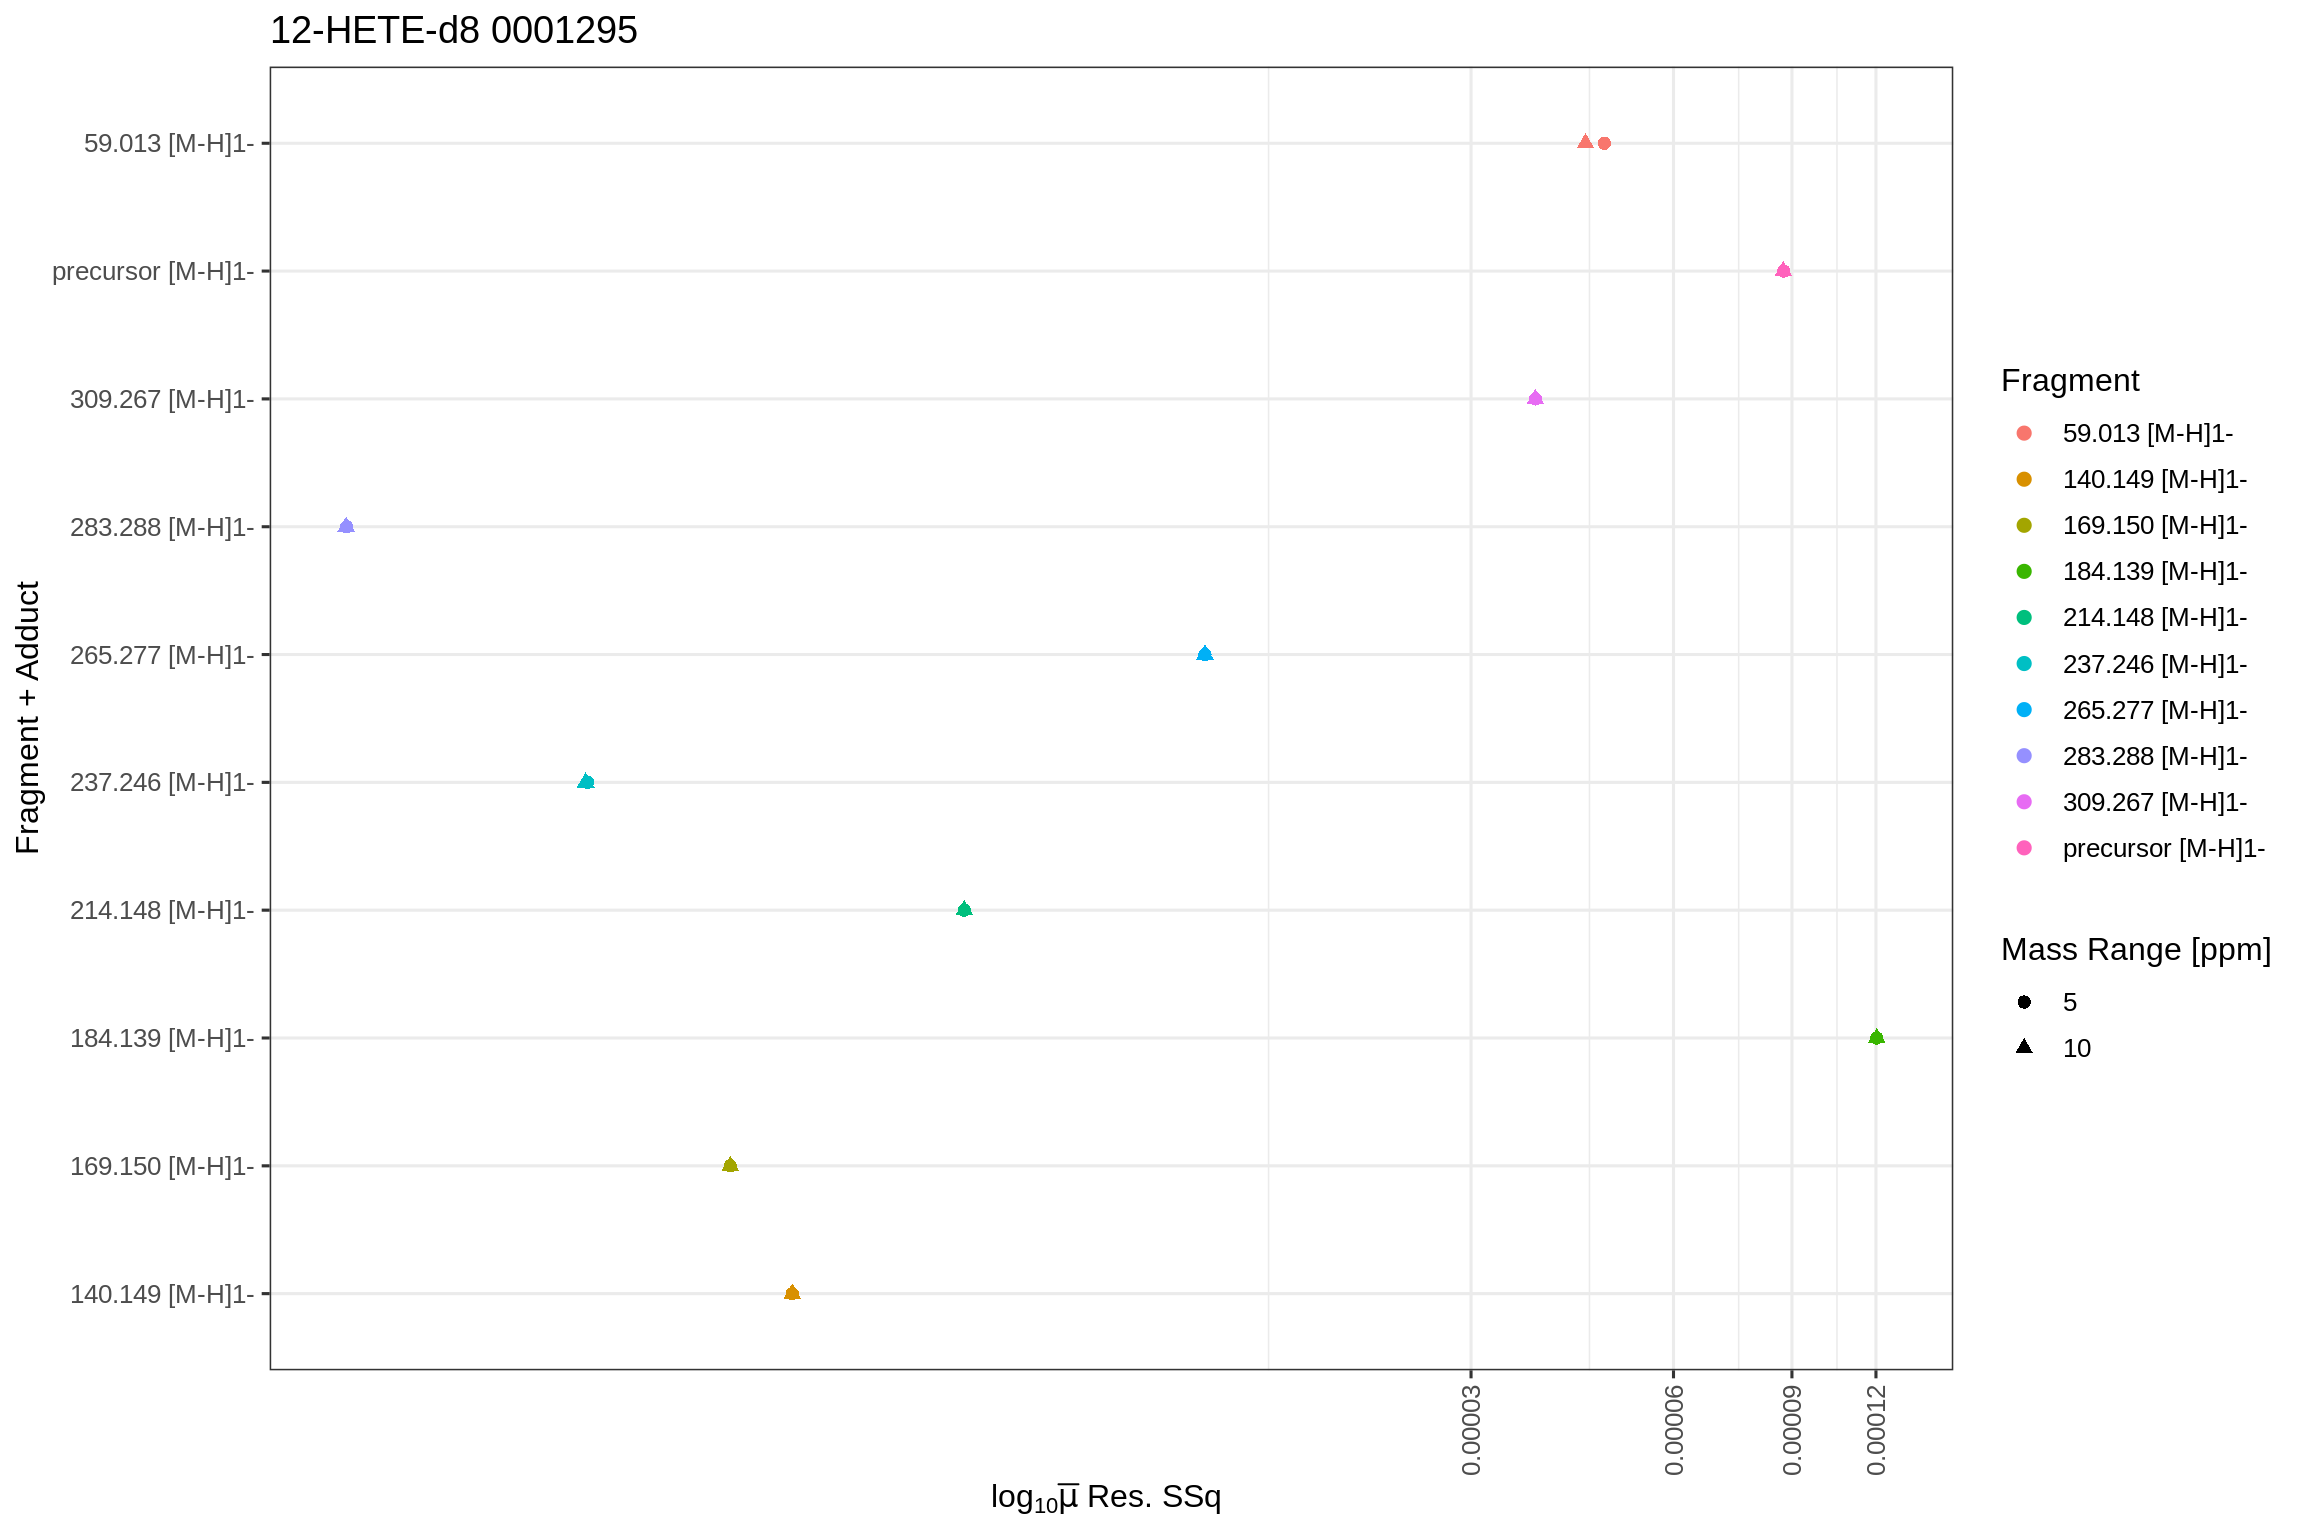 12-HETE-d8 0001295
Fragment + Adduct
59.013 [M-H]1-
precursor [M-H]1-
309.267 [M-H]1-
283.288 [M-H]1-
265.277 [M-H]1-
237.246 [M-H]1-
214.148 [M-H]1-
184.139 [M-H]1-
169.150 [M-H]1-
140.149 [M-H]1-
0.00003
0.00006
0.00009
0.00012
log₁₀μ̅ Res. SSq
Fragment
59.013 [M-H]1-
140.149 [M-H]1-
169.150 [M-H]1-
184.139 [M-H]1-
214.148 [M-H]1-
237.246 [M-H]1-
265.277 [M-H]1-
283.288 [M-H]1-
309.267 [M-H]1-
precursor [M-H]1-
Mass Range [ppm]
5
10